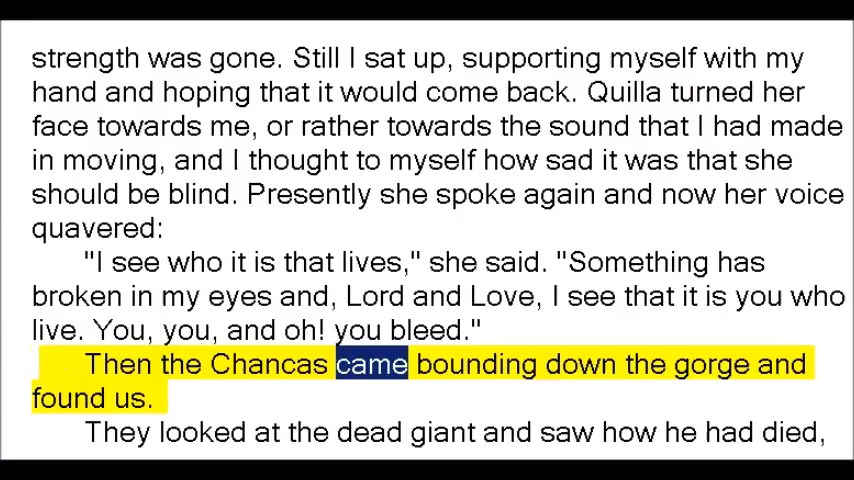 strength was gone. Still I sat up, supporting myself with my
hand and hoping that it would come back. Quilla turned her
face towards me, or rather towards the sound that I had made
in moving, and I thought to myself how sad it was that she
should be blind. Presently she spoke again and now her voice
quavered:
"I see who it is that lives," she said. "Something has
broken in my eyes and, Lord and Love, I see that it is you who
live. You, you, and oh! you bleed."
Then the Chancas came bounding down the gorge and
found us.
They looked at the dead giant and saw how he had died,